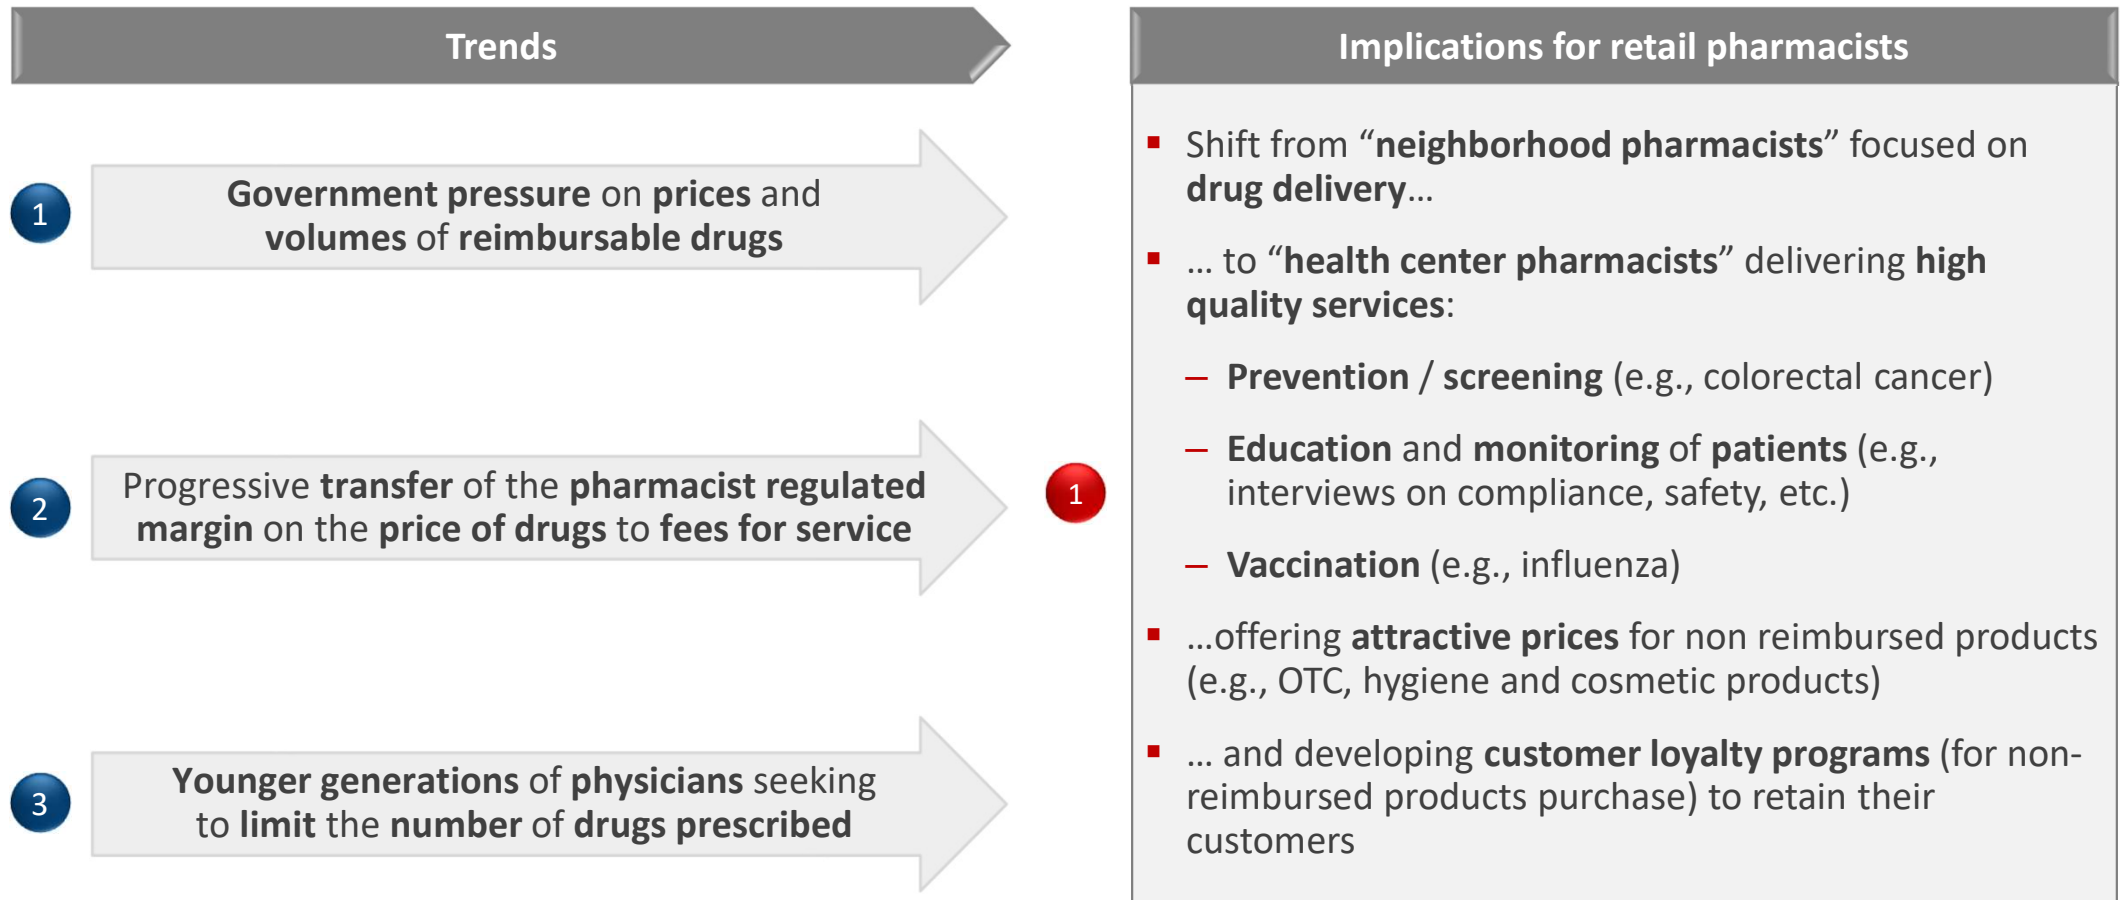 Trends
1
Government pressure on prices and
volumes of reimbursable drugs
2
Progressive transfer of the pharmacist regulated
margin on the price of drugs to fees for service
3
Younger generations of physicians seeking
to limit the number of drugs prescribed
1
Implications for retail pharmacists
▪ Shift from “neighborhood pharmacists” focused on
drug delivery…
▪ … to “health center pharmacists” delivering high
quality services:
– Prevention / screening (e.g., colorectal cancer)
– Education and monitoring of patients (e.g.,
interviews on compliance, safety, etc.)
– Vaccination (e.g., influenza)
▪ …offering attractive prices for non reimbursed products
(e.g., OTC, hygiene and cosmetic products)
▪ … and developing customer loyalty programs (for non-
reimbursed products purchase) to retain their
customers